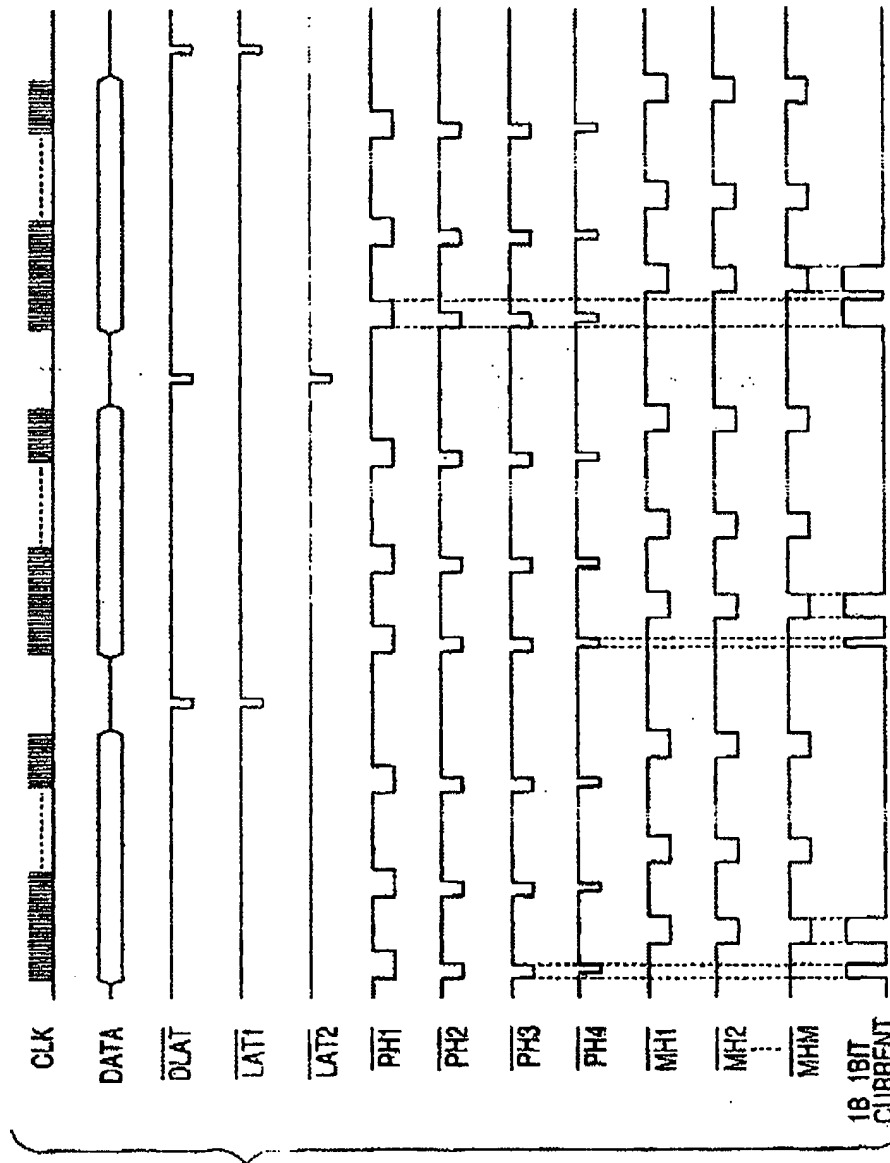 CLK
DATA
DLAT
LAT1
LAT2
PH1
PH2
PH3
PH4
MH1
MH2
MHM
1B 1BIT
CURRENT